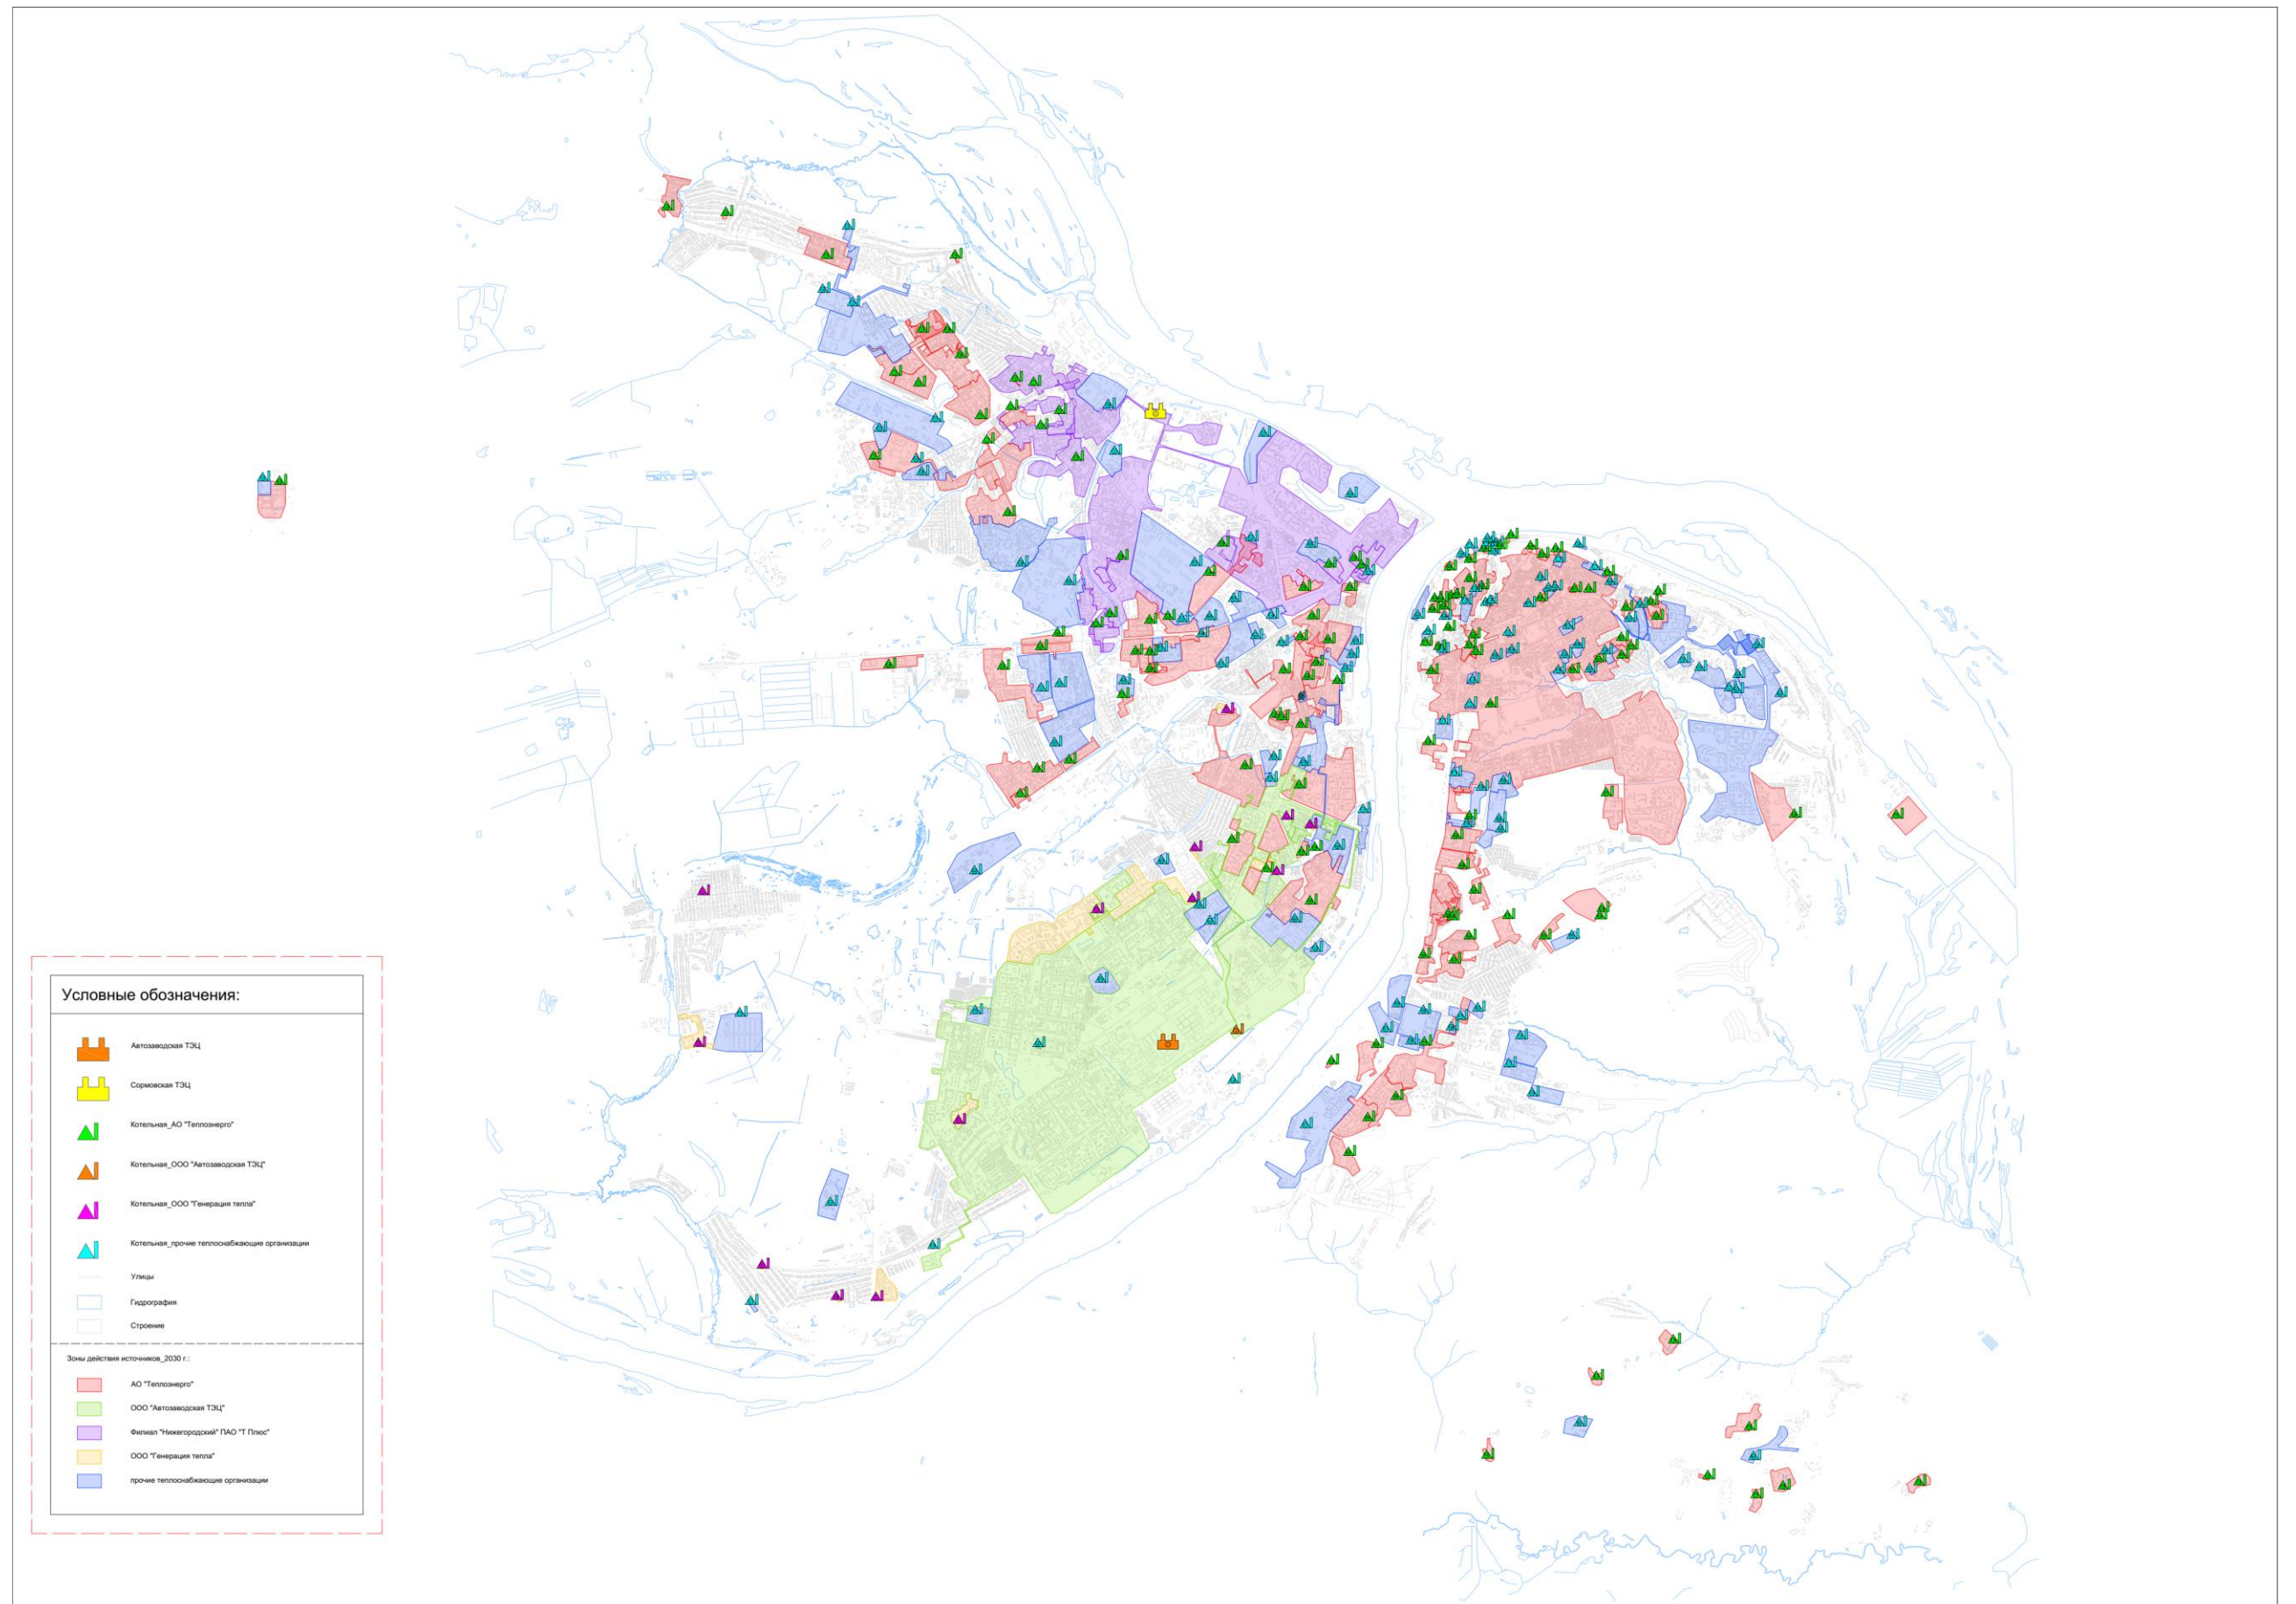 Условные обозначения:
Автозаводская ТЭЦ
Сормовская ТЭЦ
Котельная_АО "Теплоэнерго"
Котельная_ООО "Автозаводская ТЭЦ"
Котельная_ООО "Генерация тепла"
Котельная_прочие теплоснабжающие организации
Улицы
Гидрография
Строение
Зоны действия источников_2030 г.:
АО "Теплоэнерго"
ООО "Автозаводская ТЭЦ"
Филиал "Нижегородский" ПАО "Т Плюс"
ООО "Генерация тепла"
прочие теплоснабжающие организации